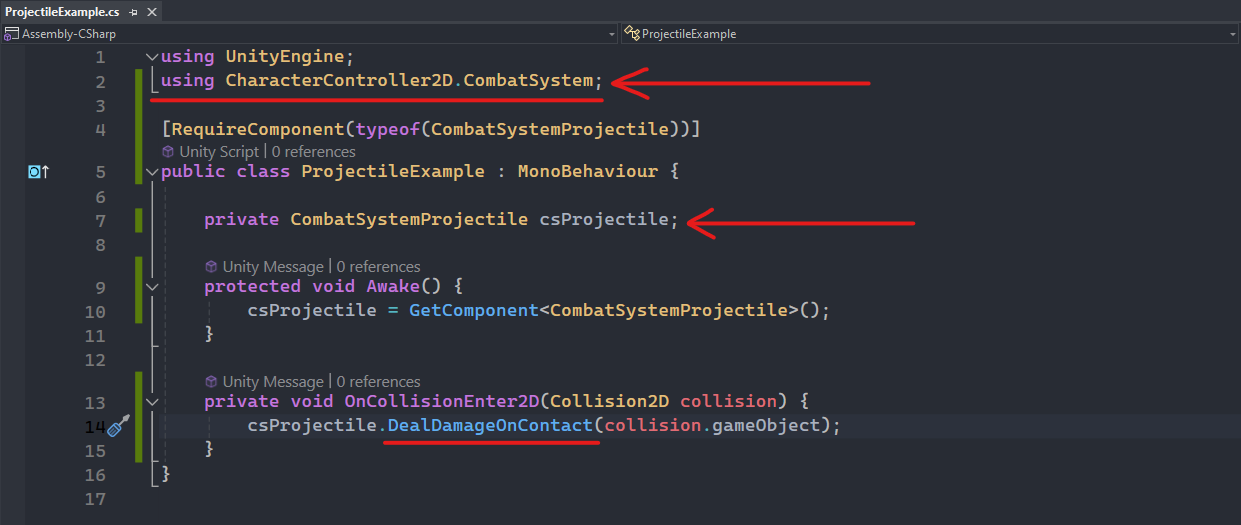 ProjectileExample.cs
Assembly-CSharp ProjectileExample
1 using UnityEngine;
2 using CharacterController2D.CombatSystem;
3
4 [RequireComponent(typeof(CombatSystemProjectile))]
Unity Script | 0 references
5 public class ProjectileExample : MonoBehaviour {
6
7 private CombatSystemProjectile csProjectile;
8
Unity Message | 0 references
9 protected void Awake() {
10 csProjectile = GetComponent<CombatSystemProjectile>();
11 }
12
Unity Message | 0 references
13 private void OnCollisionEnter2D(Collision2D collision) {
14 csProjectile.DealDamageOnContact(collision.gameObject);
15 }
16 }
17